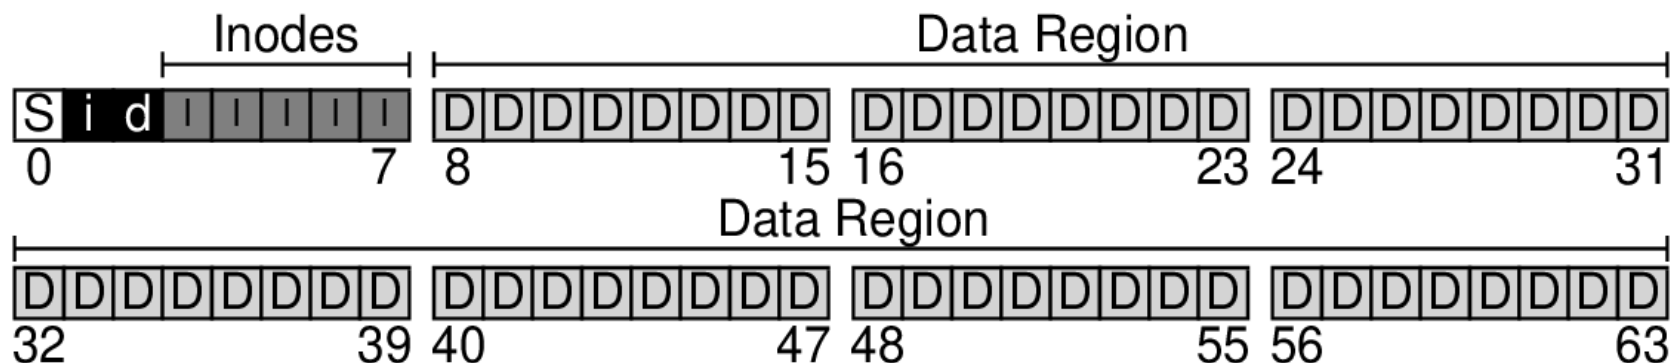 Inodes Data Region
S i d I I I I I D D D D D D D D D D D D D D D D D D D D D D D D
0 7 8 15 16 23 24 31
Data Region
D D D D D D D D D D D D D D D D D D D D D D D D D D D D D D D D
32 39 40 47 48 55 56 63